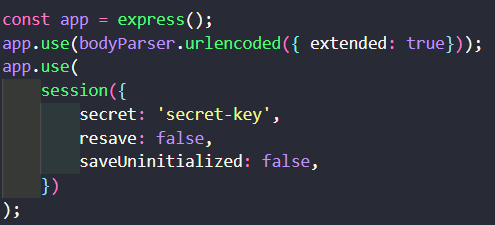 const app = express();
app.use(bodyParser.urlencoded({ extended: true}));
app.use(
    session({
        secret: 'secret-key',
        resave: false,
        saveUninitialized: false,
    })
);